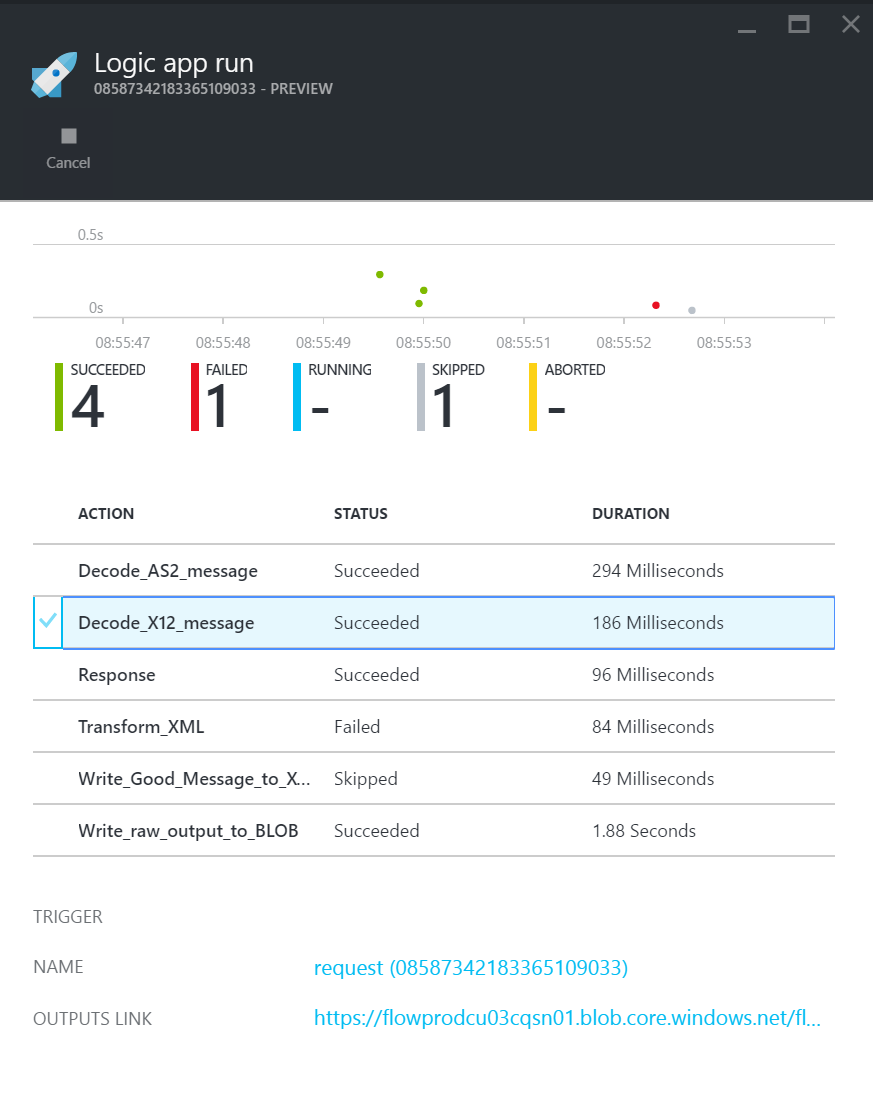 Logic app run
08587342183365109033 - PREVIEW
Cancel
0.5s
0s
08:55:47 08:55:48 08:55:49 08:55:50 08:55:51 08:55:52 08:55:53
SUCCEEDED FAILED RUNNING SKIPPED ABORTED
4 1 - 1 -
ACTION STATUS DURATION
Decode_AS2_message Succeeded 294 Milliseconds
Decode_X12_message Succeeded 186 Milliseconds
Response Succeeded 96 Milliseconds
Transform_XML Failed 84 Milliseconds
Write_Good_Message_to_X... Skipped 49 Milliseconds
Write_raw_output_to_BLOB Succeeded 1.88 Seconds
TRIGGER
NAME request (08587342183365109033)
OUTPUTS LINK https://flowprodcu03cqsn01.blob.core.windows.net/fl...